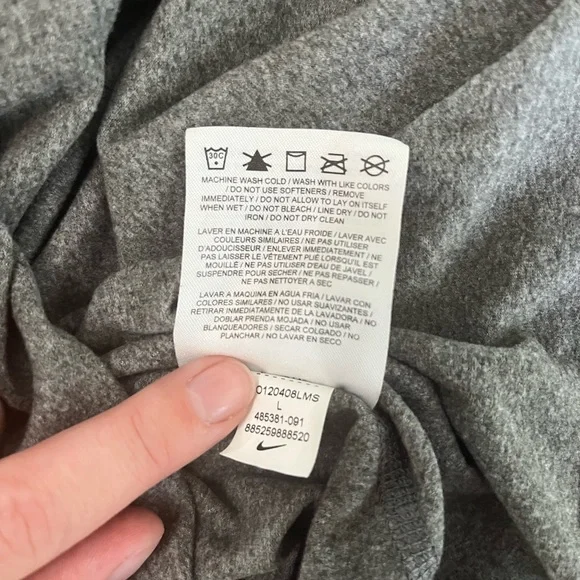 30C
MACHINE WASH COLD / WASH WITH LIKE COLORS
/ DO NOT USE SOFTENERS / REMOVE
IMMEDIATELY / DO NOT ALLOW TO LAY ON ITSELF
WHEN WET / DO NOT BLEACH / LINE DRY / DO NOT
IRON / DO NOT DRY CLEAN
LAVER EN MACHINE A L'EAU FROIDE / LAVER AVEC
COULEURS SIMILAIRES / NE PAS UTILISER
D'ADOUCISSEUR / ENLEVER IMMEDIATEMENT / NE
PAS LAISSER LE VÊTEMENT PLIÉ LORSQU'IL EST
MOUILLÉ / NE PAS UTILISER D'EAU DE JAVEL /
SUSPENDRE POUR SECHER / NE PAS REPASSER /
NE PAS NETTOYER A SEC
LAVAR A MAQUINA EN AGUA FRIA / LAVAR CON
COLORES SIMILARES / NO USAR SUAVIZANTES /
RETIRAR INMEDIATAMENTE DE LA LAVADORA / NO
DOBLAR PRENDA MOJADA / NO USAR
BLANQUEADORES / SECAR COLGADO / NO
PLANCHAR / NO LAVAR EN SECO
O120408LMS
L
485381-091
885259888520